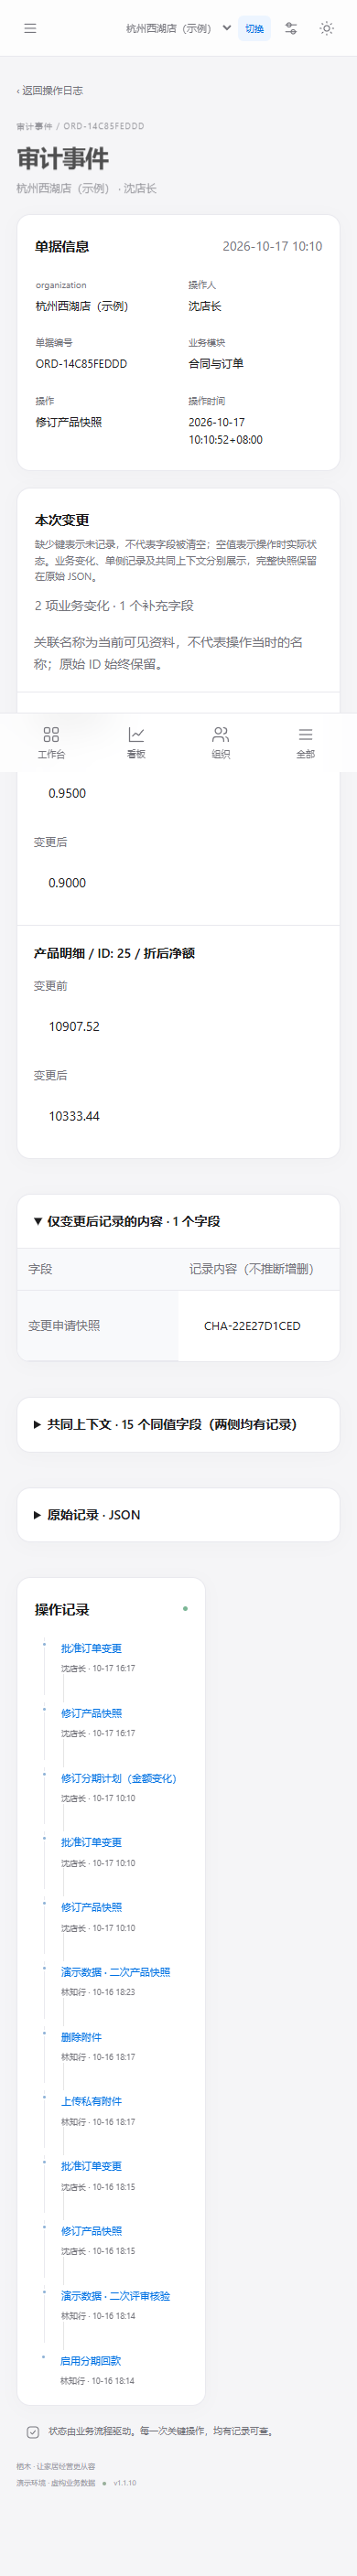 杭州西湖店（示例）
切换
‹ 返回操作日志
审计事件 / ORD-14C85FEDDD
审计事件
杭州西湖店（示例） · 沈店长
单据信息
2026-10-17 10:10
organization
操作人
杭州西湖店（示例）
沈店长
单据编号
业务模块
ORD-14C85FEDDD
合同与订单
操作
操作时间
修订产品快照
2026-10-17
10:10:52+08:00
本次变更
缺少键表示未记录，不代表字段被清空；空值表示操作时实际状
态。业务变化、单侧记录及共同上下文分别展示，完整快照保留
在原始 JSON。
2 项业务变化 · 1 个补充字段
关联名称为当前可见资料，不代表操作当时的名
称；原始 ID 始终保留。
工作台
看板
组织
全部
0.9500
变更后
0.9000
产品明细 / ID: 25 / 折后净额
变更前
10907.52
变更后
10333.44
▼ 仅变更后记录的内容 · 1 个字段
字段
记录内容（不推断增删）
变更申请快照
CHA-22E27D1CED
▶ 共同上下文 · 15 个同值字段（两侧均有记录）
▶ 原始记录 · JSON
操作记录
批准订单变更
沈店长 · 10-17 16:17
修订产品快照
沈店长 · 10-17 16:17
修订分期计划（金额变化）
沈店长 · 10-17 10:10
批准订单变更
沈店长 · 10-17 10:10
修订产品快照
沈店长 · 10-17 10:10
演示数据 · 二次产品快照
林知行 · 10-16 18:23
删除附件
林知行 · 10-16 18:17
上传私有附件
林知行 · 10-16 18:17
批准订单变更
沈店长 · 10-16 18:15
修订产品快照
沈店长 · 10-16 18:15
演示数据 · 二次评审核验
林知行 · 10-16 18:14
启用分期回款
林知行 · 10-16 18:14
状态由业务流程驱动。每一次关键操作，均有记录可查。
栖木 · 让家居经营更从容
演示环境 · 虚构业务数据 ● v1.1.10